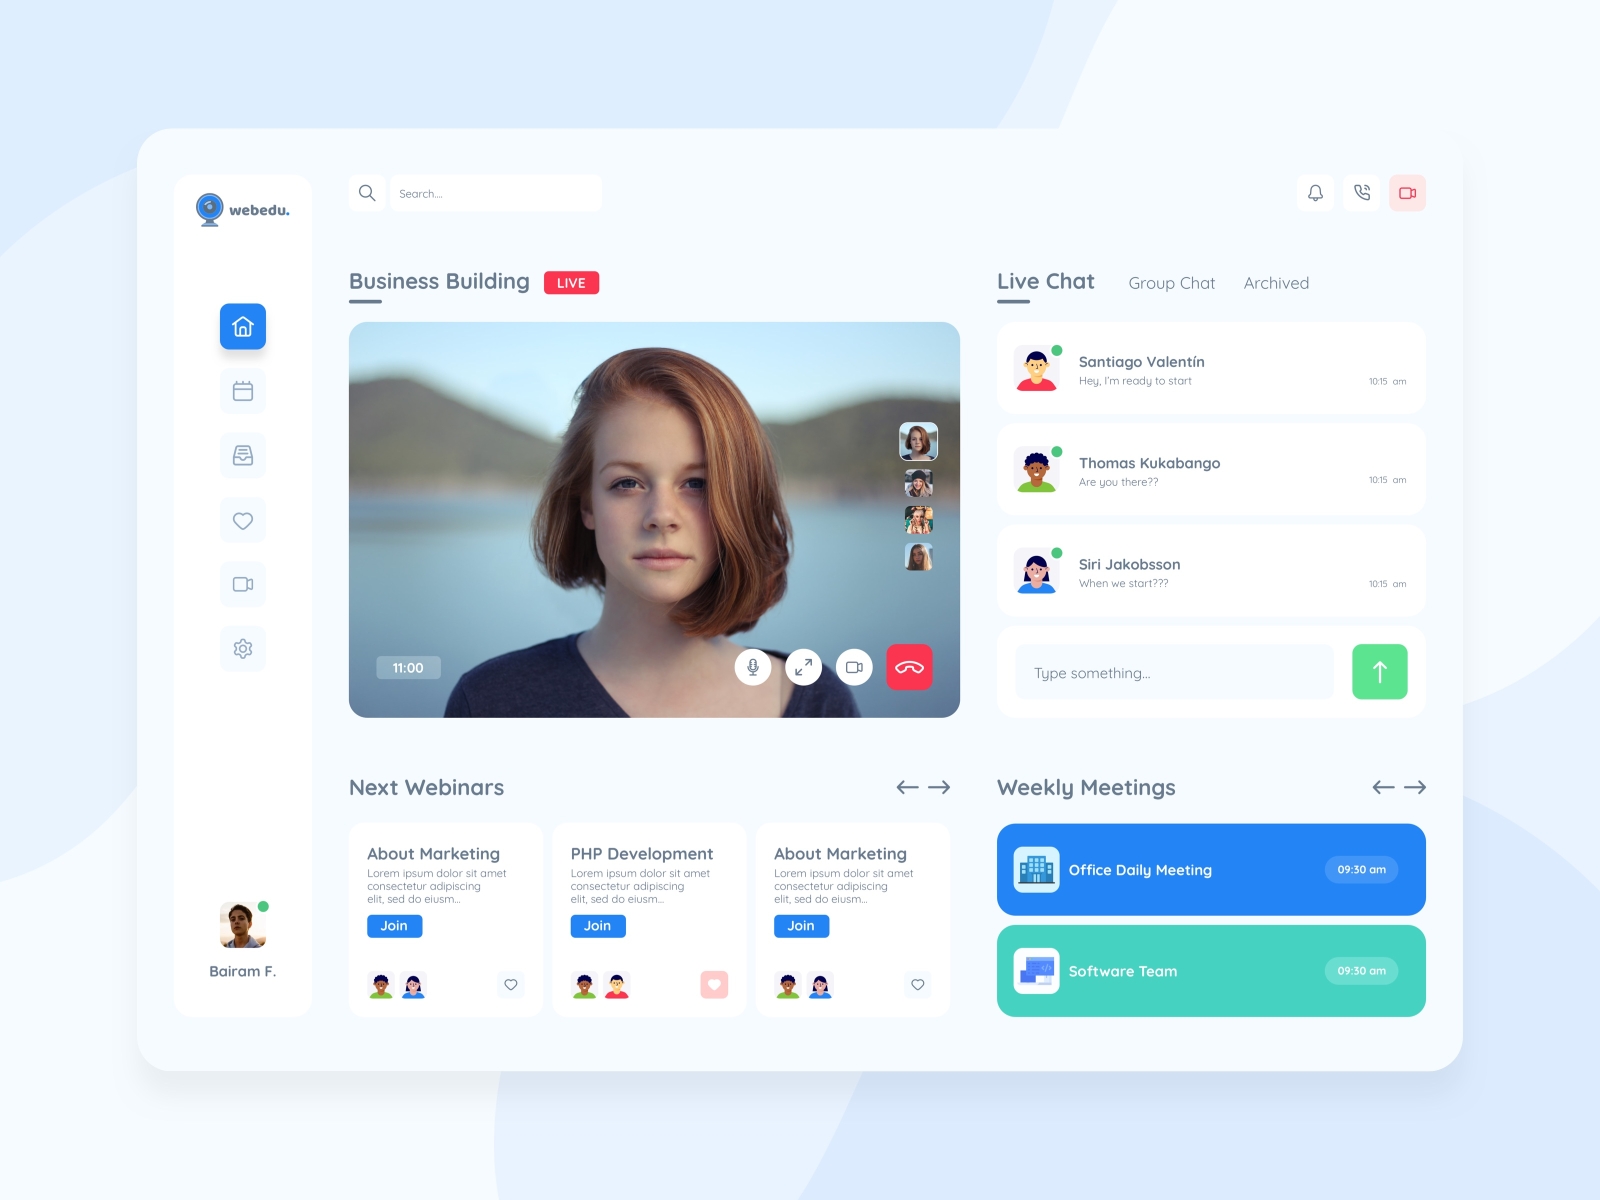 webedu.
Search....
Business Building
LIVE
11:00
Live Chat
Group Chat
Archived
Santiago Valentín
Hey, I'm ready to start
10:15 am
Thomas Kukabango
Are you there??
10:15 am
Siri Jakobsson
When we start???
10:15 am
Type something...
Next Webinars
About Marketing
Lorem ipsum dolor sit amet
consectetur adipiscing
elit, sed do eiusm...
Join
PHP Development
Lorem ipsum dolor sit amet
consectetur adipiscing
elit, sed do eiusm...
Join
About Marketing
Lorem ipsum dolor sit amet
consectetur adipiscing
elit, sed do eiusm...
Join
Weekly Meetings
Office Daily Meeting
09:30 am
Software Team
09:30 am
Bairam F.